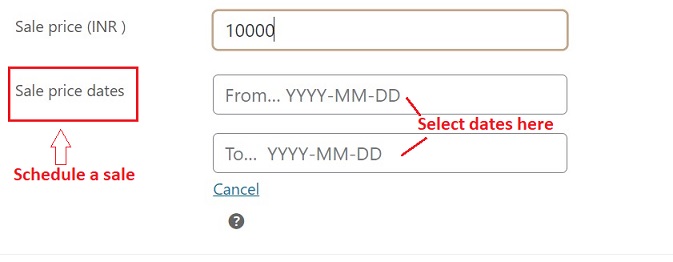 Sale price (INR )
10000
Sale price dates
From... YYYY-MM-DD
Select dates here
To... YYYY-MM-DD
Schedule a sale
Cancel
?